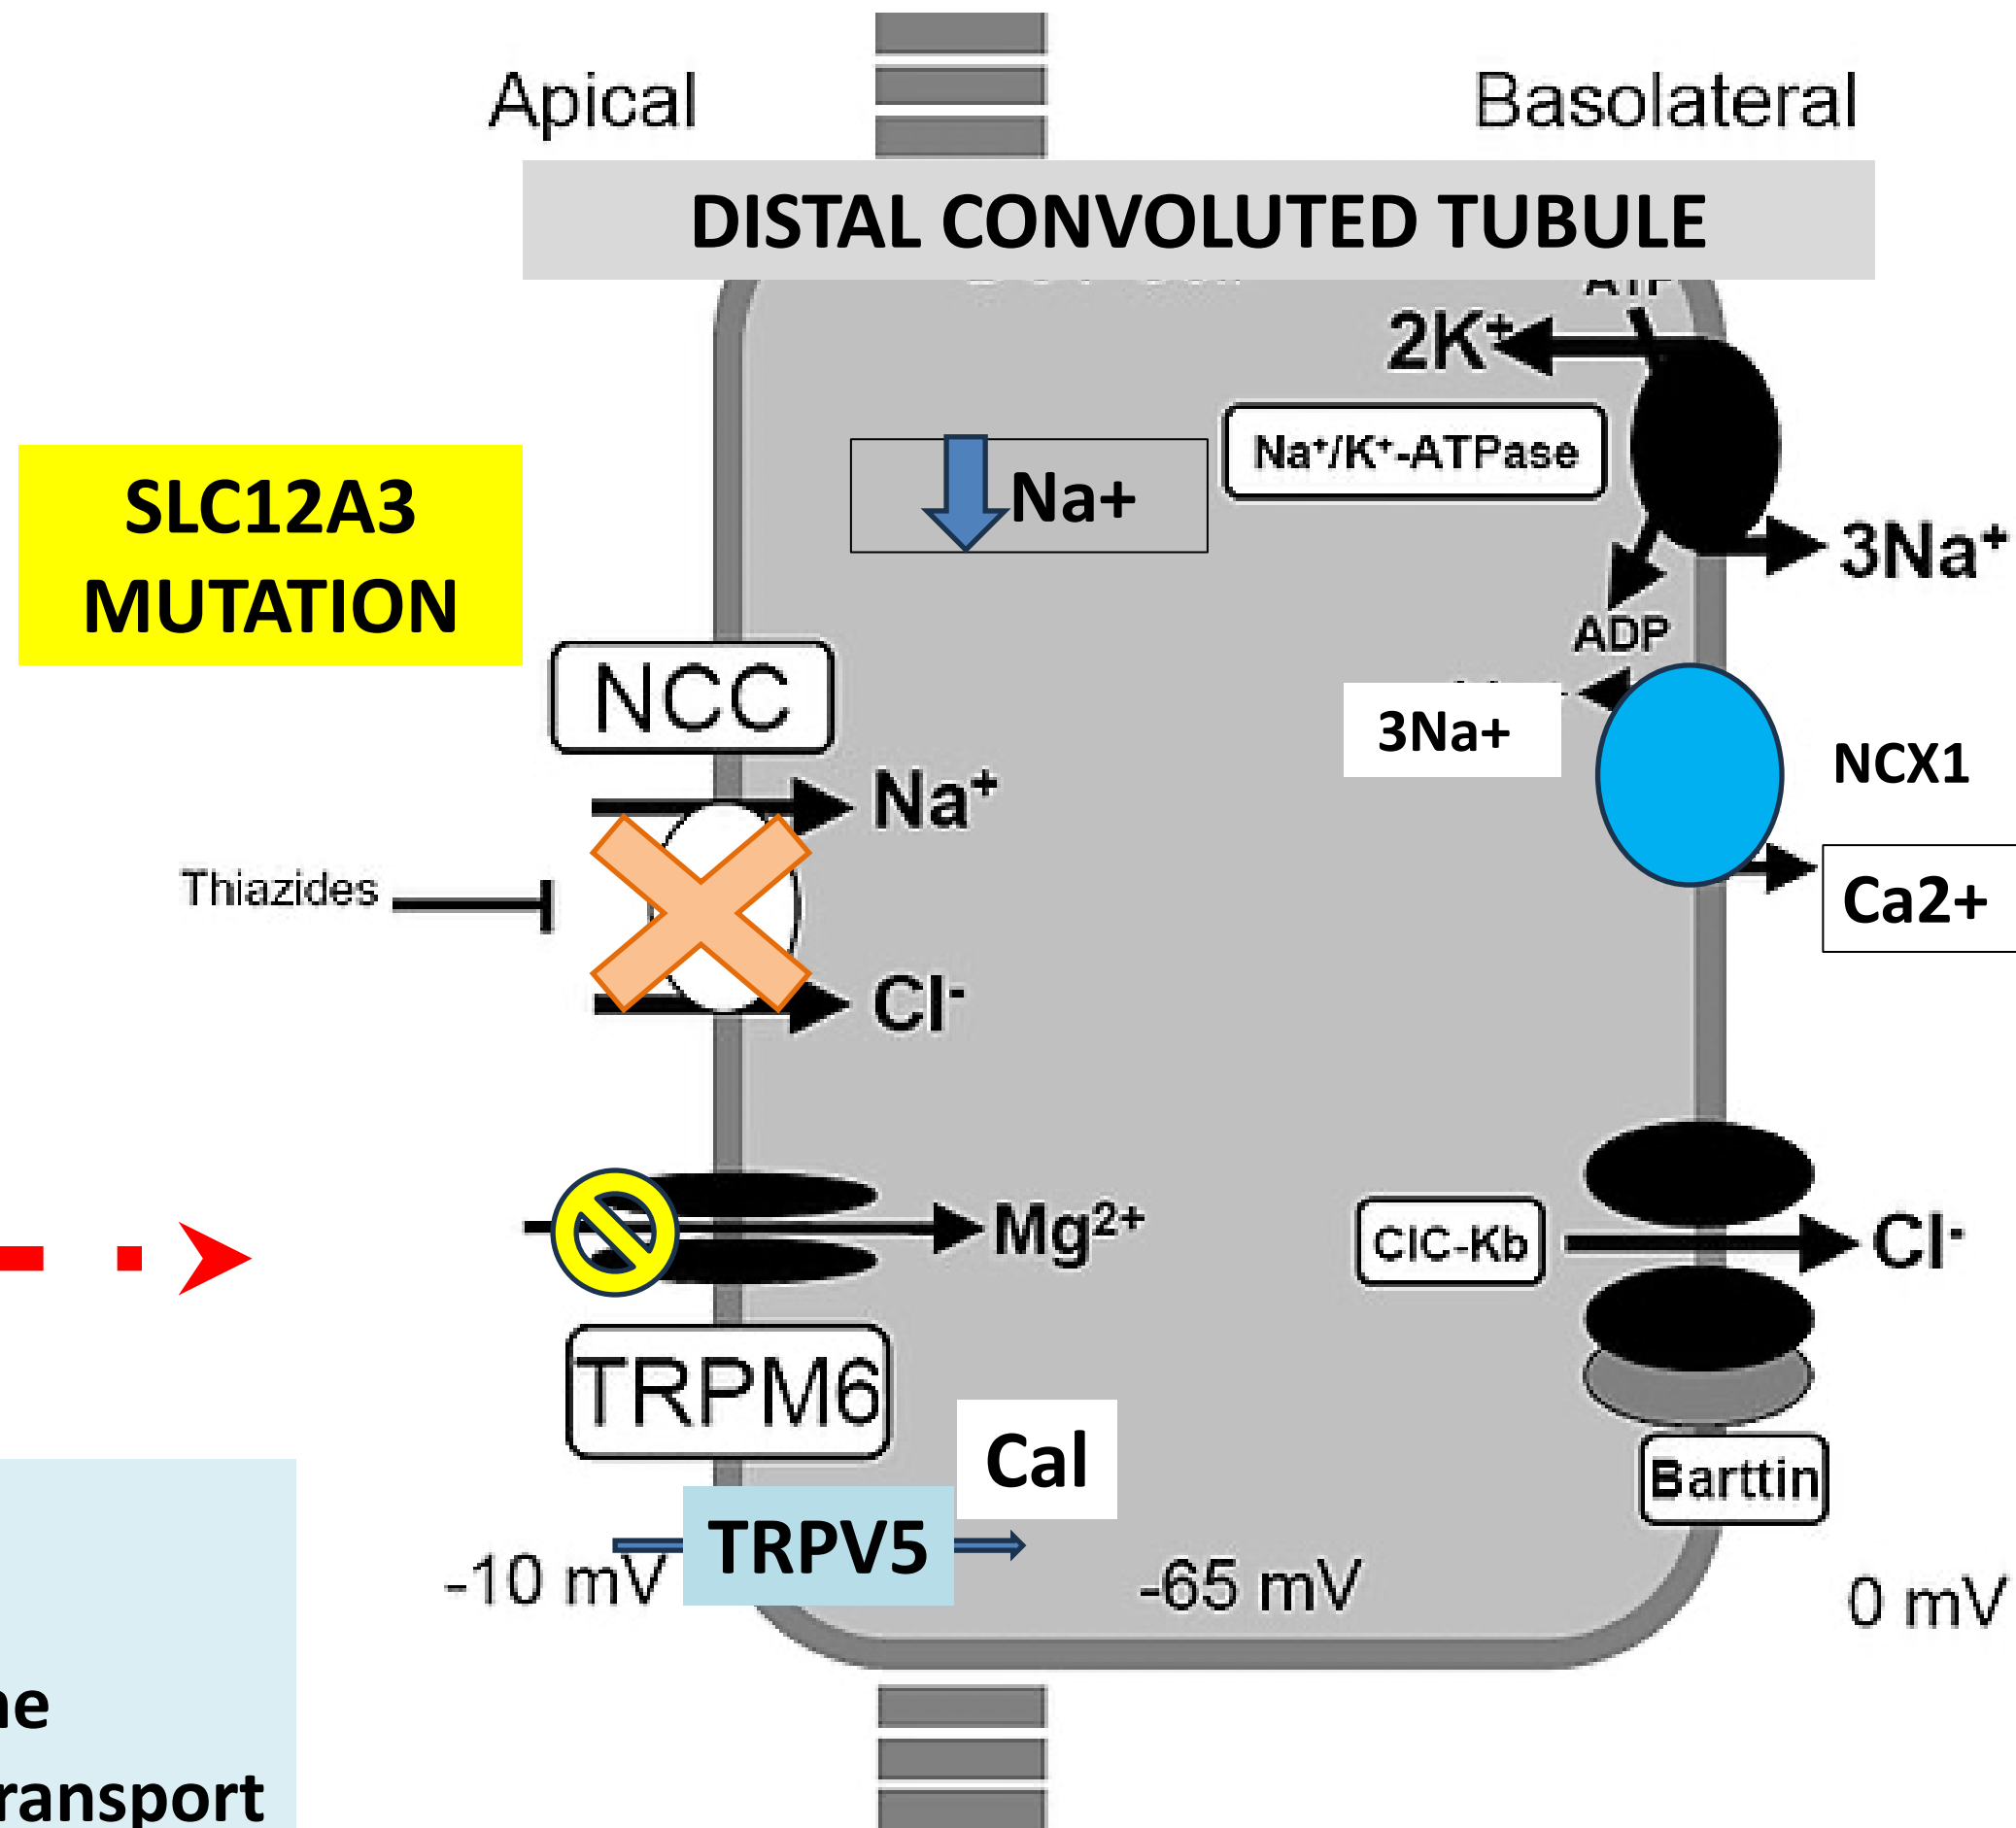 Apical
Basolateral
DISTAL CONVOLUTED TUBULE
ATP
2K⁺
Na⁺/K⁺-ATPase
SLC12A3
MUTATION
Na+
3Na⁺
ADP
NCC
3Na+
NCX1
Na⁺
Thiazides
Ca2+
Cl⁻
Mg²⁺
ClC-Kb
Cl⁻
TRPM6
Cal
Barttin
TRPV5
-10 mV
-65 mV
0 mV
ransport